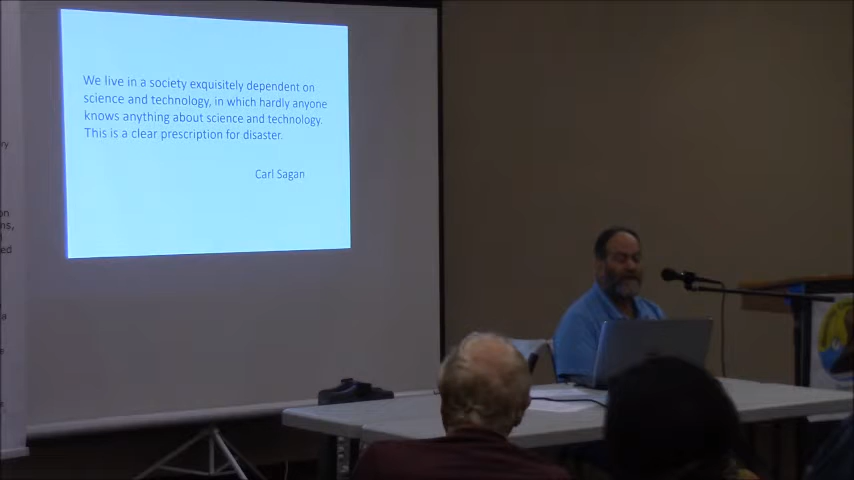 We live in a society exquisitely dependent on
science and technology, in which hardly anyone
knows anything about science and technology.
This is a clear prescription for disaster.
Carl Sagan